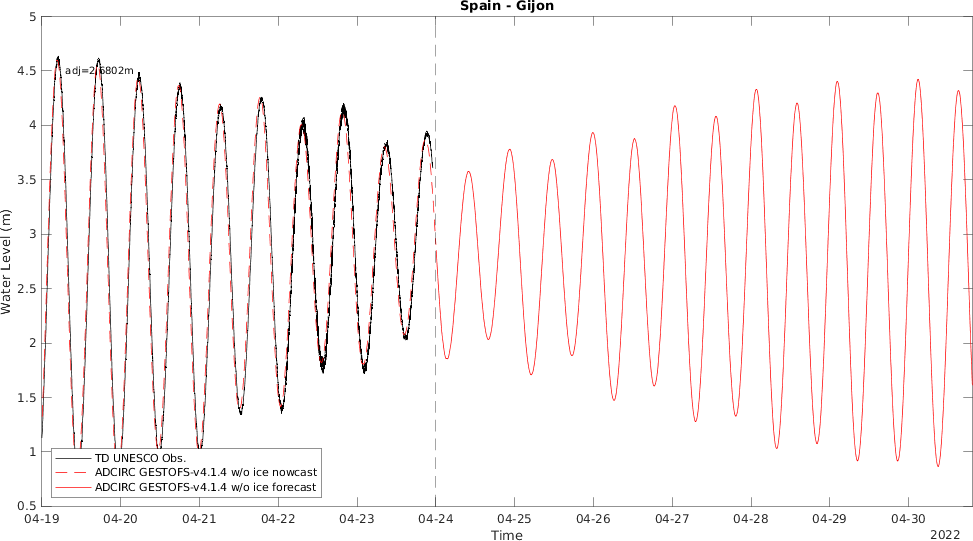 Spain - Gijon
5
4.5
4
3.5
3
2.5
2
1.5
1
0.5
Water Level (m)
adj=2.6802m
TD UNESCO Obs.
ADCIRC GESTOFS-v4.1.4 w/o ice nowcast
ADCIRC GESTOFS-v4.1.4 w/o ice forecast
04-19 04-20 04-21 04-22 04-23 04-24 04-25 04-26 04-27 04-28 04-29 04-30
Time
2022